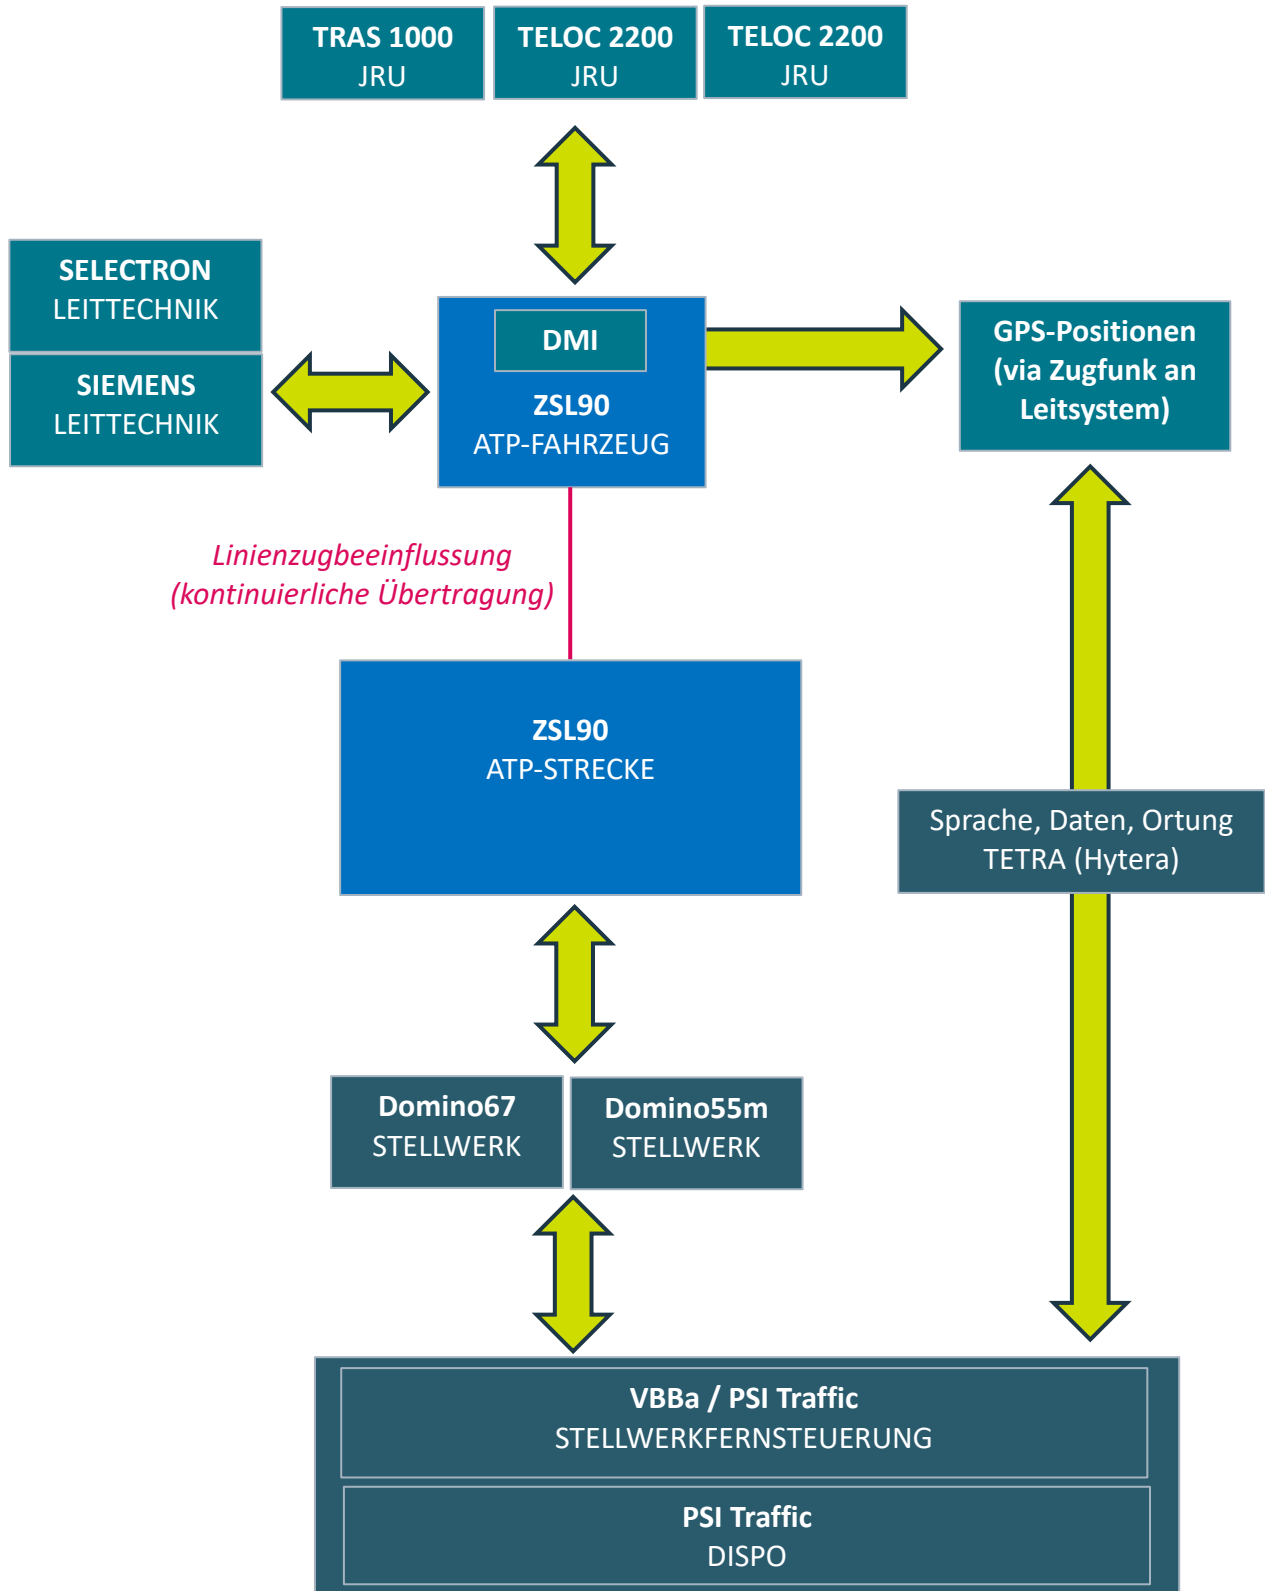 TRAS 1000
JRU
TELOC 2200
JRU
TELOC 2200
JRU
SELECTRON
LEITTECHNIK
SIEMENS
LEITTECHNIK
DMI
ZSL90
ATP-FAHRZEUG
GPS-Positionen
(via Zugfunk an
Leitsystem)
Linienzugbeeinflussung
(kontinuierliche Übertragung)
ZSL90
ATP-STRECKE
Sprache, Daten, Ortung
TETRA (Hytera)
Domino67
STELLWERK
Domino55m
STELLWERK
VBBa / PSI Traffic
STELLWERKFERNSTEUERUNG
PSI Traffic
DISPO